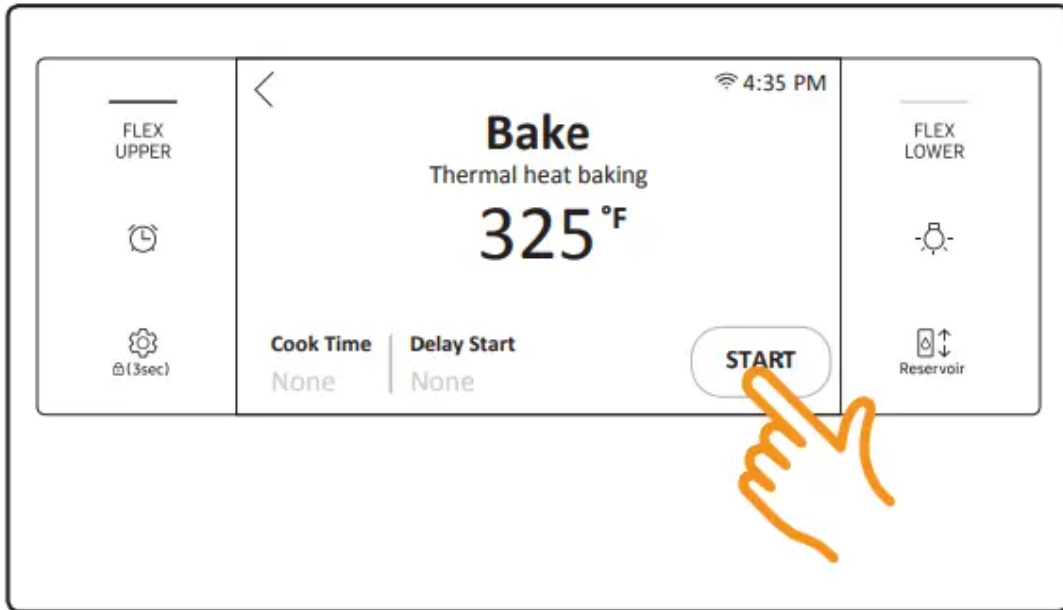 FLEX
UPPER
(3sec)
4:35 PM
Bake
Thermal heat baking
325°F
Cook Time
None
Delay Start
None
START
FLEX
LOWER
Reservoir